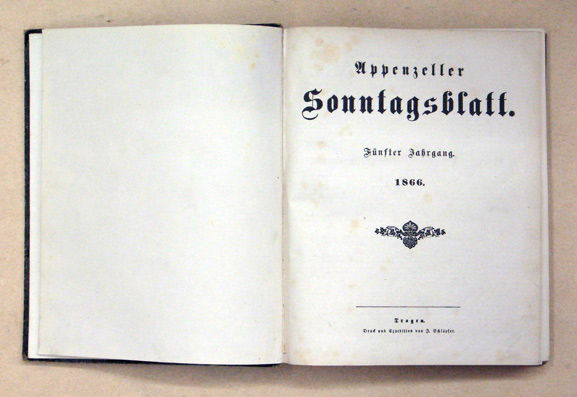 Appenzeller
Sonntagsblatt.
Fünfter Jahrgang.
1866.
Trogen.
Druck und Expedition von J. Schläpfer.